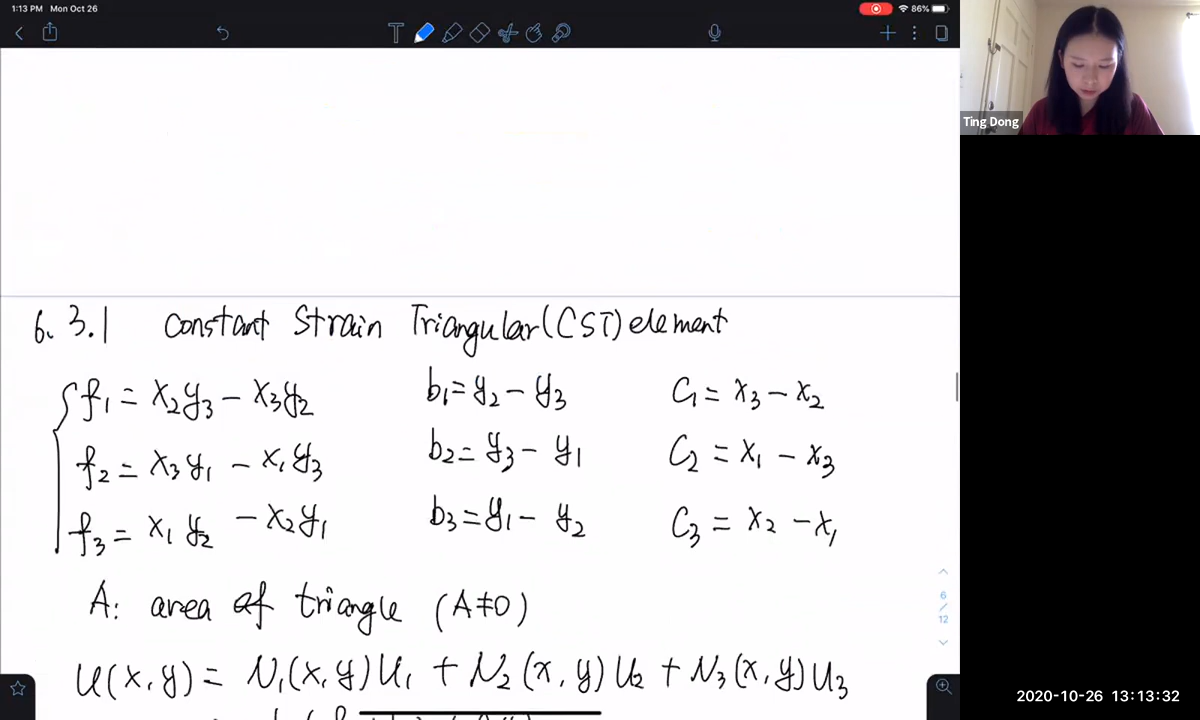 1:13 PM Mon Oct 26
86%
Ting Dong
6.3.1 Constant Strain Triangular (CST) element
f₁ = x₂y₃ - x₃y₂ b₁ = y₂ - y₃ C₁ = x₃ - x₂
f₂ = x₃y₁ - x₁y₃ b₂ = y₃ - y₁ C₂ = x₁ - x₃
f₃ = x₁y₂ - x₂y₁ b₃ = y₁ - y₂ C₃ = x₂ - x₁
A: area of triangle (A≠0)
6
/
12
U(x,y) = N₁(x,y)U₁ + N₂(x,y)U₂ + N₃(x,y)U₃
2020-10-26 13:13:32